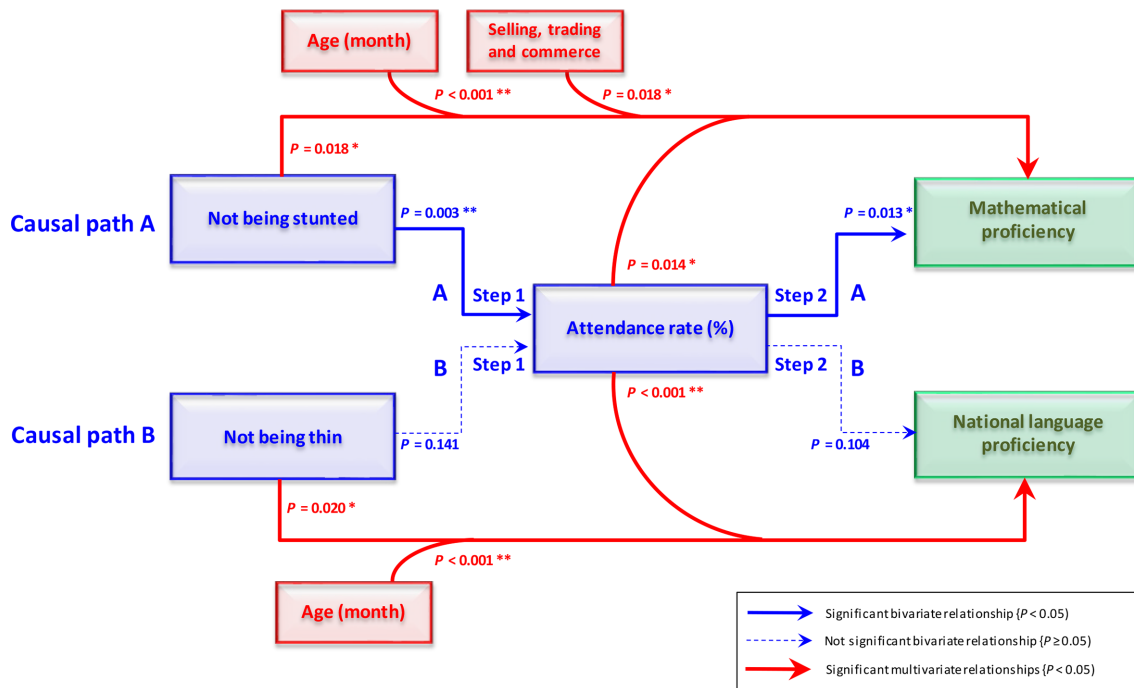 Age (month)
Selling, trading
and commerce
P < 0.001 **
P = 0.018 *
P = 0.018 *
Causal path A
Not being stunted
P = 0.003 **
P = 0.013 *
Mathematical
proficiency
P = 0.014 *
A
Step 1
Step 2
A
Attendance rate (%)
B
Step 1
Step 2
B
P < 0.001 **
Causal path B
Not being thin
P = 0.141
P = 0.104
National language
proficiency
P = 0.020 *
P < 0.001 **
Age (month)
Significant bivariate relationship {P < 0.05)
Not significant bivariate relationship {P ≥ 0.05)
Significant multivariate relationships {P < 0.05)